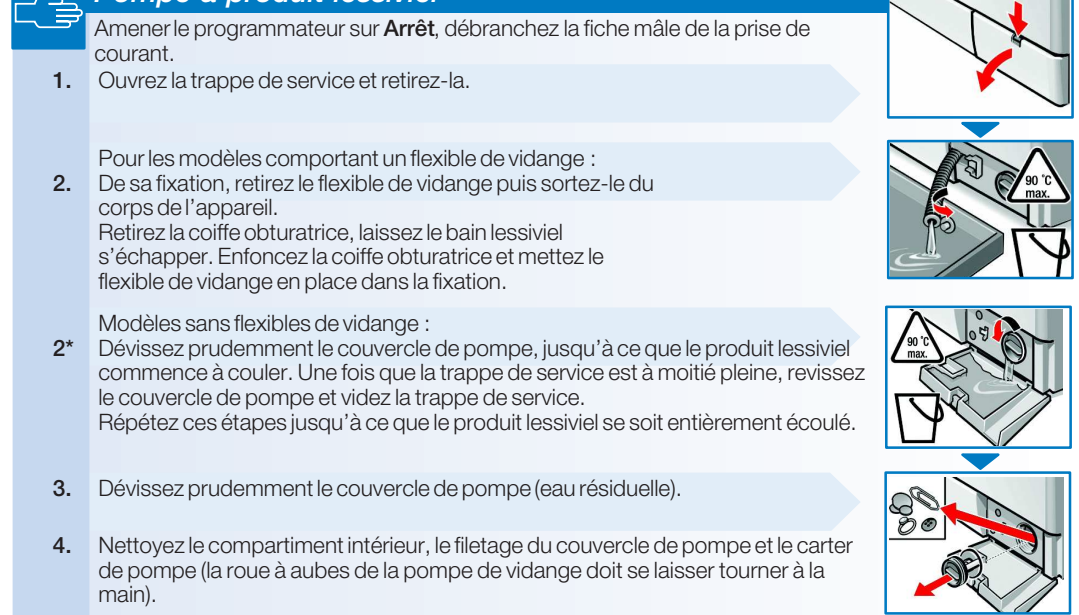 Pompe à produit lessiviel
Amener le programmateur sur Arrêt, débranchez la fiche mâle de la prise de
courant.
1. Ouvrez la trappe de service et retirez-la.
Pour les modèles comportant un flexible de vidange :
2. De sa fixation, retirez le flexible de vidange puis sortez-le du
corps de l'appareil.
Retirez la coiffe obturatrice, laissez le bain lessiviel
s'échapper. Enfoncez la coiffe obturatrice et mettez le
flexible de vidange en place dans la fixation.
90 °C
max.
Modèles sans flexibles de vidange :
2* Dévissez prudemment le couvercle de pompe, jusqu'à ce que le produit lessiviel
commence à couler. Une fois que la trappe de service est à moitié pleine, revissez
le couvercle de pompe et videz la trappe de service.
Répétez ces étapes jusqu'à ce que le produit lessiviel se soit entièrement écoulé.
90 °C
max.
3. Dévissez prudemment le couvercle de pompe (eau résiduelle).
4. Nettoyez le compartiment intérieur, le filetage du couvercle de pompe et le carter
de pompe (la roue à aubes de la pompe de vidange doit se laisser tourner à la
main).